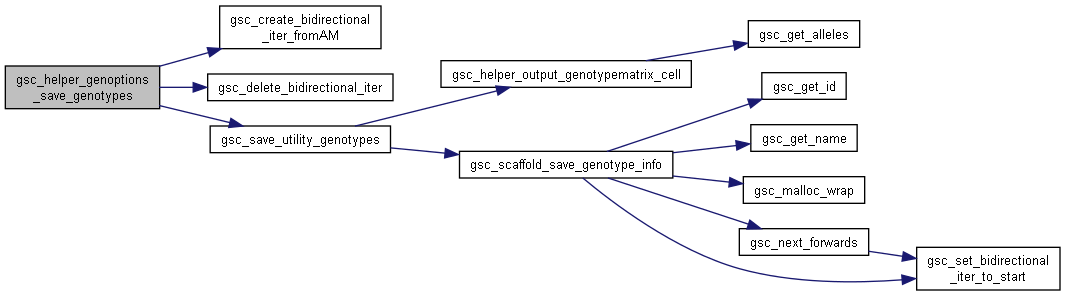 gsc_helper_genoptions
_save_genotypes
gsc_create_bidirectional
_iter_fromAM
gsc_delete_bidirectional_iter
gsc_save_utility_genotypes
gsc_helper_output_genotypematrix_cell
gsc_get_alleles
gsc_scaffold_save_genotype_info
gsc_get_id
gsc_get_name
gsc_malloc_wrap
gsc_next_forwards
gsc_set_bidirectional
_iter_to_start